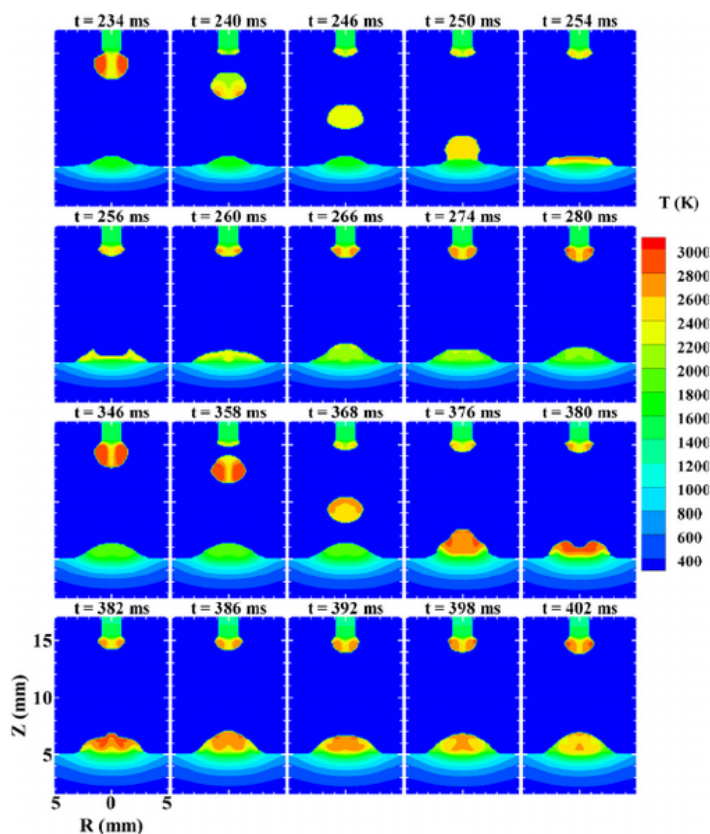 t = 234 ms t = 240 ms t = 246 ms t = 250 ms t = 254 ms
T (K)
t = 256 ms t = 260 ms t = 266 ms t = 274 ms t = 280 ms
3000
2800
2600
2400
2200
2000
1800
1600
1400
1200
1000
800
600
400
t = 346 ms t = 358 ms t = 368 ms t = 376 ms t = 380 ms
t = 382 ms t = 386 ms t = 392 ms t = 398 ms t = 402 ms
15
10
5
Z (mm)
5 0 5
R (mm)